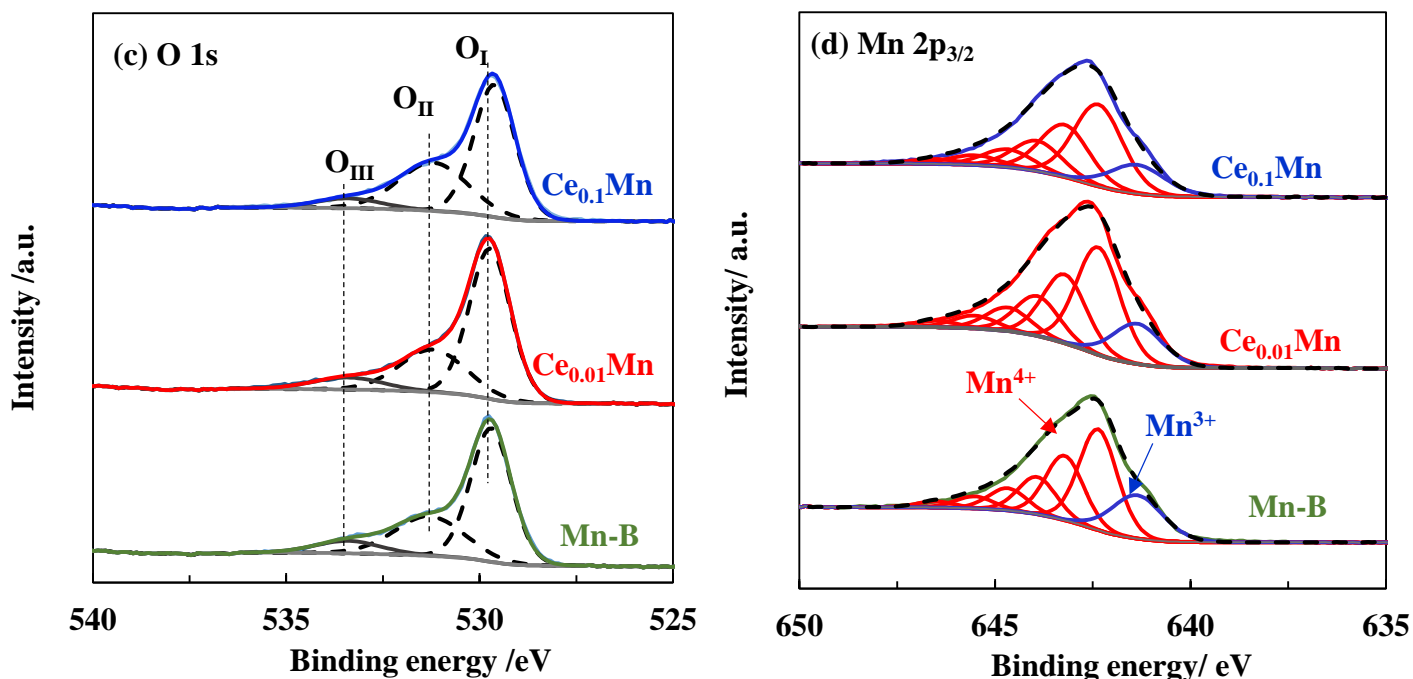 (c) O 1s
O_I
O_II
O_III
Ce_0.1Mn
Ce_0.01Mn
Mn-B
Intensity /a.u.
540 535 530 525
Binding energy /eV
(d) Mn 2p_3/2
Ce_0.1Mn
Ce_0.01Mn
Mn^4+
Mn^3+
Mn-B
Intensity/ a.u.
650 645 640 635
Binding energy/ eV